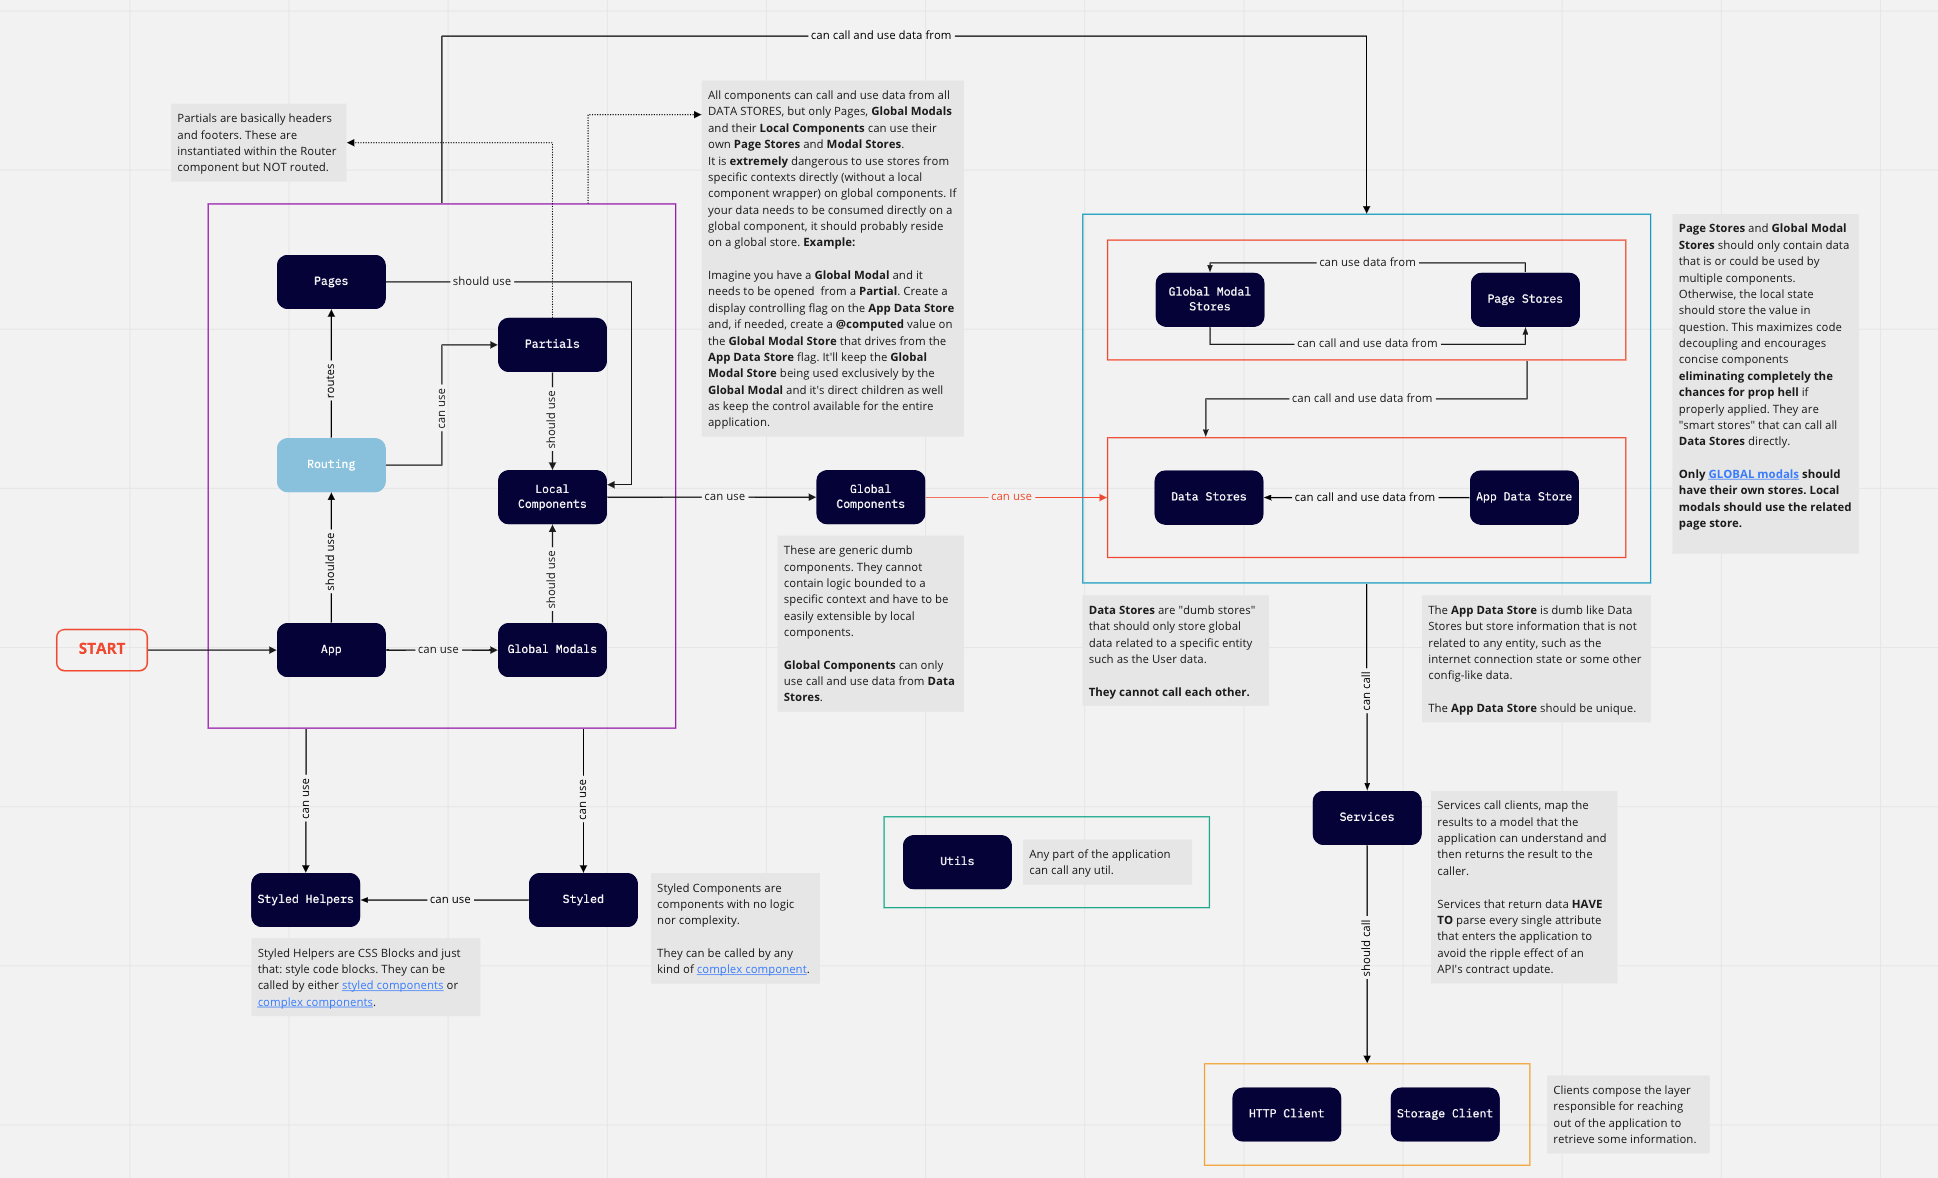 can call and use data from
Partials are basically headers
and footers. These are
instantiated within the Router
component but NOT routed.
All components can call and use data from all
DATA STORES, but only Pages, Global Modals
and their Local Components can use their
own Page Stores and Modal Stores.
It is extremely dangerous to use stores from
specific contexts directly (without a local
component wrapper) on global components. If
your data needs to be consumed directly on a
global component, it should probably reside
on a global store. Example:
Imagine you have a Global Modal and it
needs to be opened  from a Partial. Create a
display controlling flag on the App Data Store
and, if needed, create a @computed value on
the Global Modal Store that drives from the
App Data Store flag. It'll keep the Global
Modal Store being used exclusively by the
Global Modal and it's direct children as well
as keep the control available for the entire
application.
Pages
should use
Partials
routes
can use
should use
Routing
Local
Components
can use
Global
Components
can use
should use
should use
START
App
can use
Global Modals
These are generic dumb
components. They cannot
contain logic bounded to a
specific context and have to be
easily extensible by local
components.
Global Components can only
use call and use data from Data
Stores.
can use data from
Global Modal
Stores
Page Stores
can call and use data from
can call and use data from
Data Stores
can call and use data from
App Data Store
Page Stores and Global Modal
Stores should only contain data
that is or could be used by
multiple components.
Otherwise, the local state
should store the value in
question. This maximizes code
decoupling and encourages
concise components
eliminating completely the
chances for prop hell if
properly applied. They are
"smart stores" that can call all
Data Stores directly.
Only GLOBAL modals should
have their own stores. Local
modals should use the related
page store.
Data Stores are "dumb stores"
that should only store global
data related to a specific entity
such as the User data.
They cannot call each other.
The App Data Store is dumb like Data
Stores but store information that is not
related to any entity, such as the
internet connection state or some other
config-like data.
The App Data Store should be unique.
can call
can use
can use
Styled Helpers
can use
Styled
Styled Helpers are CSS Blocks and just
that: style code blocks. They can be
called by either styled components or
complex components.
Styled Components are
components with no logic
nor complexity.
They can be called by any
kind of complex component.
Utils
Any part of the application
can call any util.
Services
Services call clients, map the
results to a model that the
application can understand and
then returns the result to the
caller.
Services that return data HAVE
TO parse every single attribute
that enters the application to
avoid the ripple effect of an
API's contract update.
should call
HTTP Client
Storage Client
Clients compose the layer
responsible for reaching
out of the application to
retrieve some information.